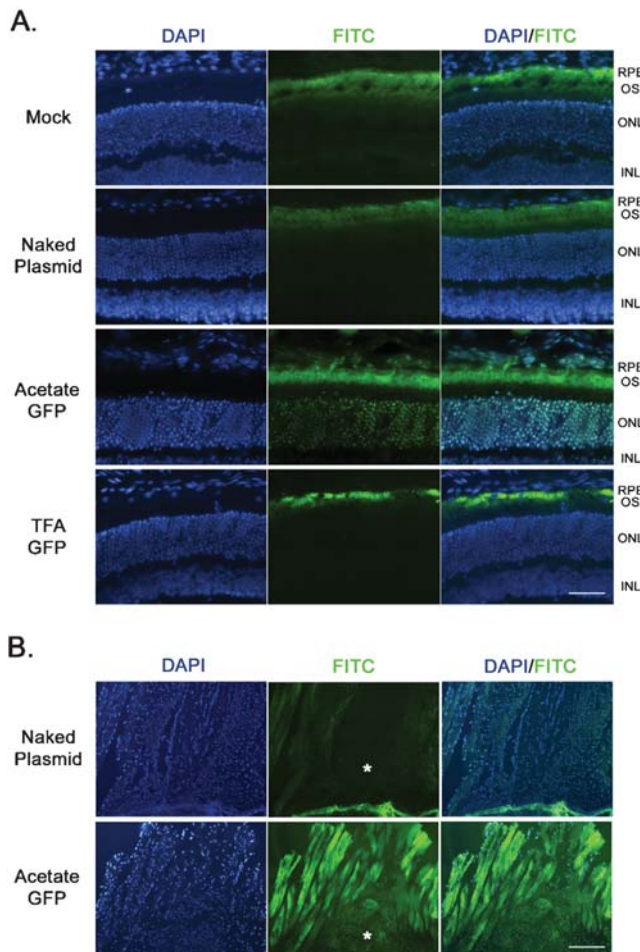 A.
DAPI FITC DAPI/FITC
Mock
RPE
OS
ONL
INL
Naked
Plasmid
RPE
OS
ONL
INL
Acetate
GFP
RPE
OS
ONL
INL
TFA
GFP
RPE
OS
ONL
INL
B.
DAPI FITC DAPI/FITC
Naked
Plasmid
*
Acetate
GFP
*